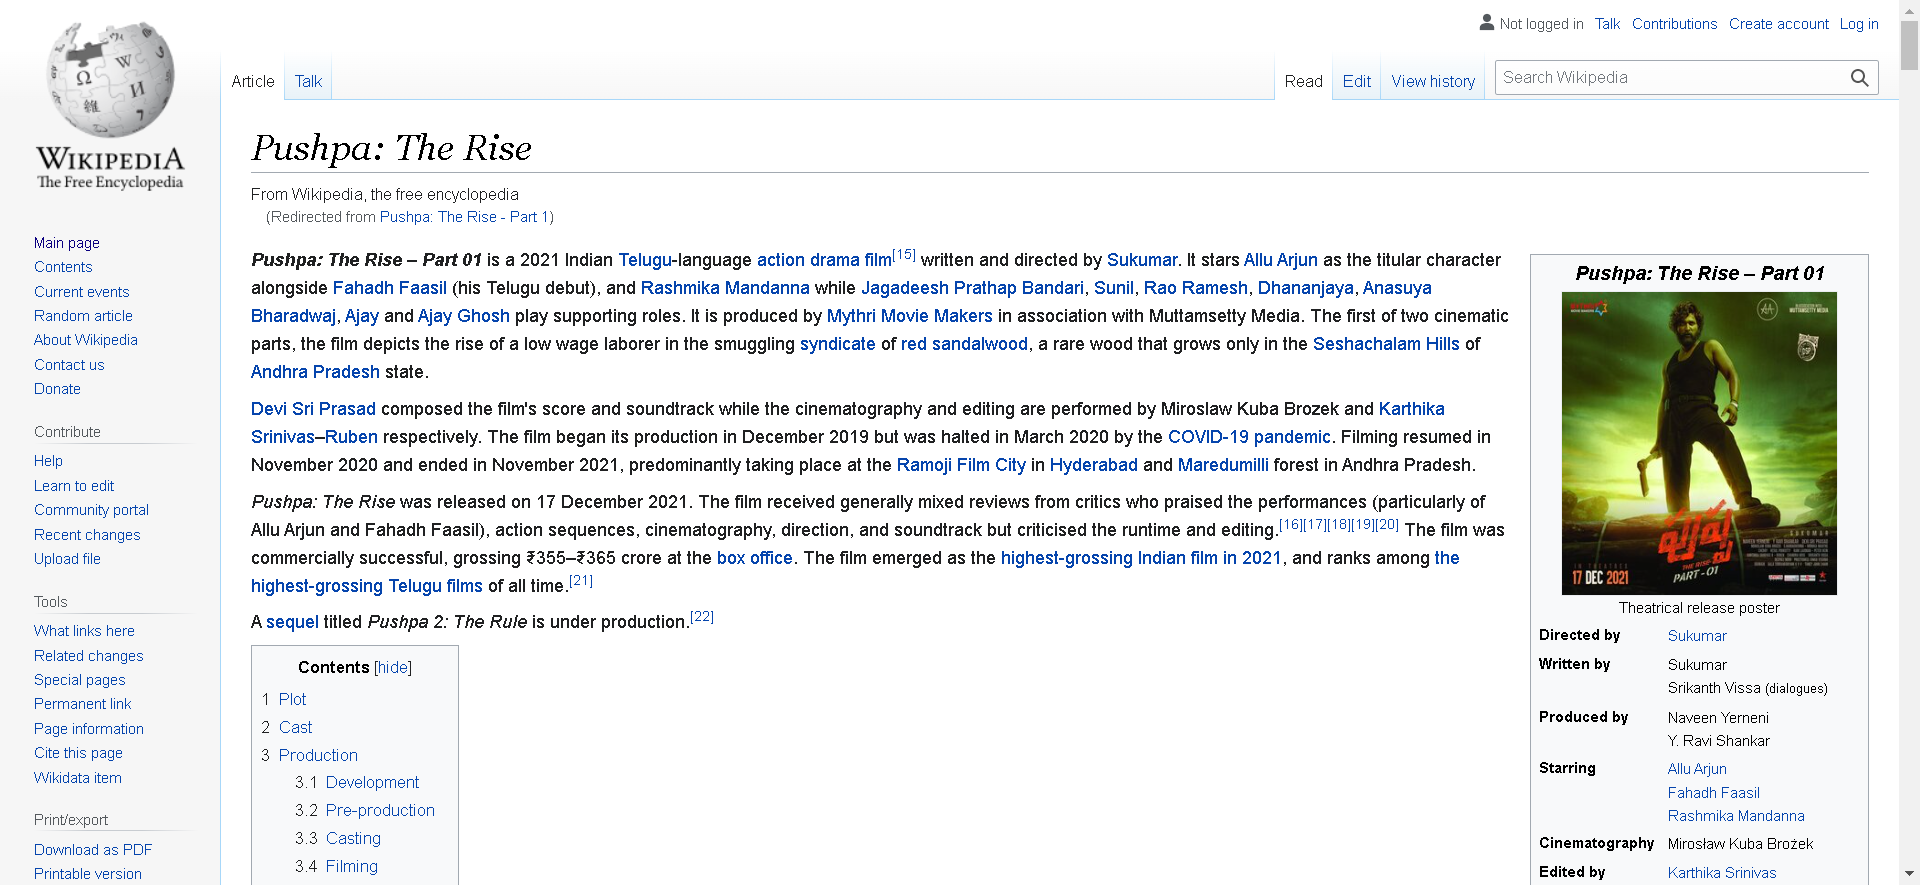 WIKIPEDIA
The Free Encyclopedia
Not logged in Talk Contributions Create account Log in
Article Talk
Read Edit View history
Search Wikipedia
Main page
Contents
Current events
Random article
About Wikipedia
Contact us
Donate
Contribute
Help
Learn to edit
Community portal
Recent changes
Upload file
Tools
What links here
Related changes
Special pages
Permanent link
Page information
Cite this page
Wikidata item
Print/export
Download as PDF
Printable version
Pushpa: The Rise
From Wikipedia, the free encyclopedia
(Redirected from Pushpa: The Rise - Part 1)
Pushpa: The Rise – Part 01 is a 2021 Indian Telugu-language action drama film[15] written and directed by Sukumar. It stars Allu Arjun as the titular character
alongside Fahadh Faasil (his Telugu debut), and Rashmika Mandanna while Jagadeesh Prathap Bandari, Sunil, Rao Ramesh, Dhananjaya, Anasuya
Bharadwaj, Ajay and Ajay Ghosh play supporting roles. It is produced by Mythri Movie Makers in association with Muttamsetty Media. The first of two cinematic
parts, the film depicts the rise of a low wage laborer in the smuggling syndicate of red sandalwood, a rare wood that grows only in the Seshachalam Hills of
Andhra Pradesh state.
Devi Sri Prasad composed the film's score and soundtrack while the cinematography and editing are performed by Miroslaw Kuba Brozek and Karthika
Srinivas–Ruben respectively. The film began its production in December 2019 but was halted in March 2020 by the COVID-19 pandemic. Filming resumed in
November 2020 and ended in November 2021, predominantly taking place at the Ramoji Film City in Hyderabad and Maredumilli forest in Andhra Pradesh.
Pushpa: The Rise was released on 17 December 2021. The film received generally mixed reviews from critics who praised the performances (particularly of
Allu Arjun and Fahadh Faasil), action sequences, cinematography, direction, and soundtrack but criticised the runtime and editing.[16][17][18][19][20] The film was
commercially successful, grossing ₹355–₹365 crore at the box office. The film emerged as the highest-grossing Indian film in 2021, and ranks among the
highest-grossing Telugu films of all time.[21]
A sequel titled Pushpa 2: The Rule is under production.[22]
Contents [hide]
1 Plot
2 Cast
3 Production
3.1 Development
3.2 Pre-production
3.3 Casting
3.4 Filming
Pushpa: The Rise – Part 01
MUTTAMSETTY MEDIA
DSP
SUKUMAR
పుష్ప
THE RISE
PART-01
17 DEC 2021
Theatrical release poster
Directed by Sukumar
Written by Sukumar
Srikanth Vissa (dialogues)
Produced by Naveen Yerneni
Y. Ravi Shankar
Starring Allu Arjun
Fahadh Faasil
Rashmika Mandanna
Cinematography Mirosław Kuba Brożek
Edited by Karthika Srinivas